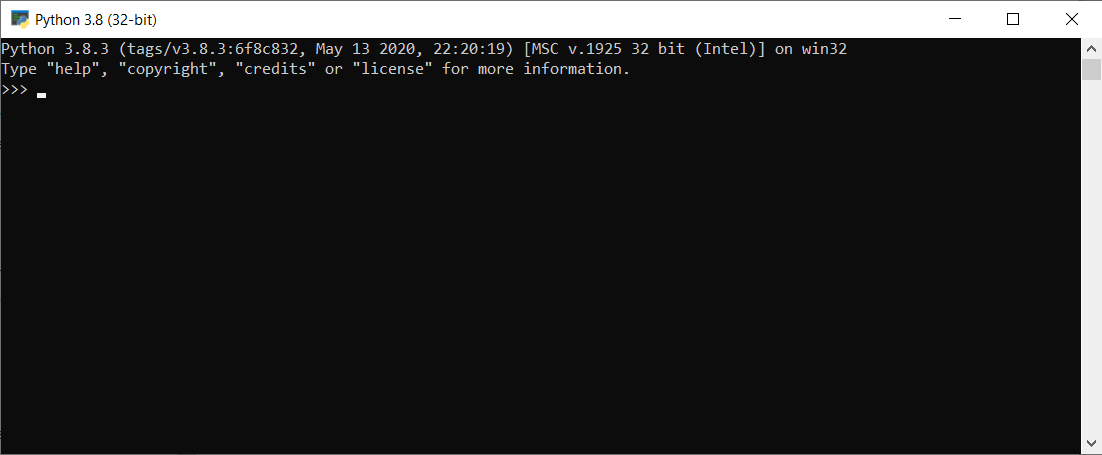 Python 3.8 (32-bit)
Python 3.8.3 (tags/v3.8.3:6f8c832, May 13 2020, 22:20:19) [MSC v.1925 32 bit (Intel)] on win32
Type "help", "copyright", "credits" or "license" for more information.
>>>